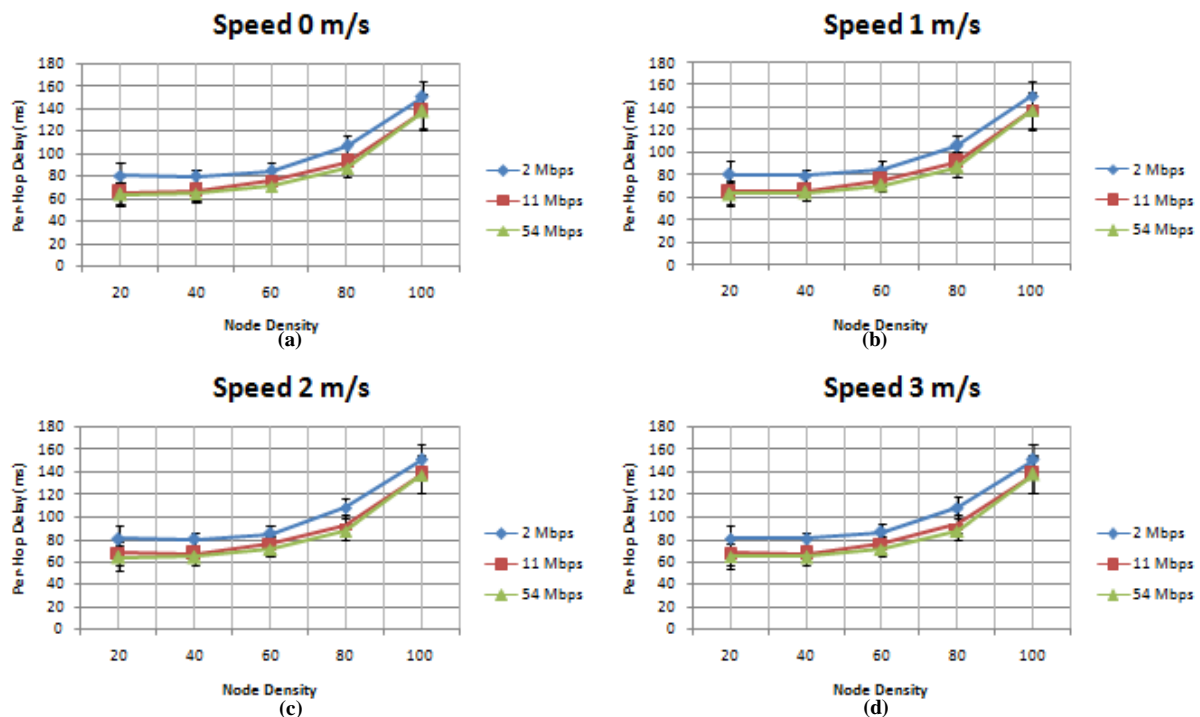 Speed 0 m/s
Per-Hop Delay (ms)
180
160
140
120
100
80
60
40
20
0
20 40 60 80 100
Node Density
(a)
2 Mbps
11 Mbps
54 Mbps
Speed 1 m/s
Per-Hop Delay (ms)
180
160
140
120
100
80
60
40
20
0
20 40 60 80 100
Node Density
(b)
2 Mbps
11 Mbps
54 Mbps
Speed 2 m/s
Per-Hop Delay (ms)
180
160
140
120
100
80
60
40
20
0
20 40 60 80 100
Node Density
(c)
2 Mbps
11 Mbps
54 Mbps
Speed 3 m/s
Per-Hop Delay (ms)
180
160
140
120
100
80
60
40
20
0
20 40 60 80 100
Node Density
(d)
2 Mbps
11 Mbps
54 Mbps